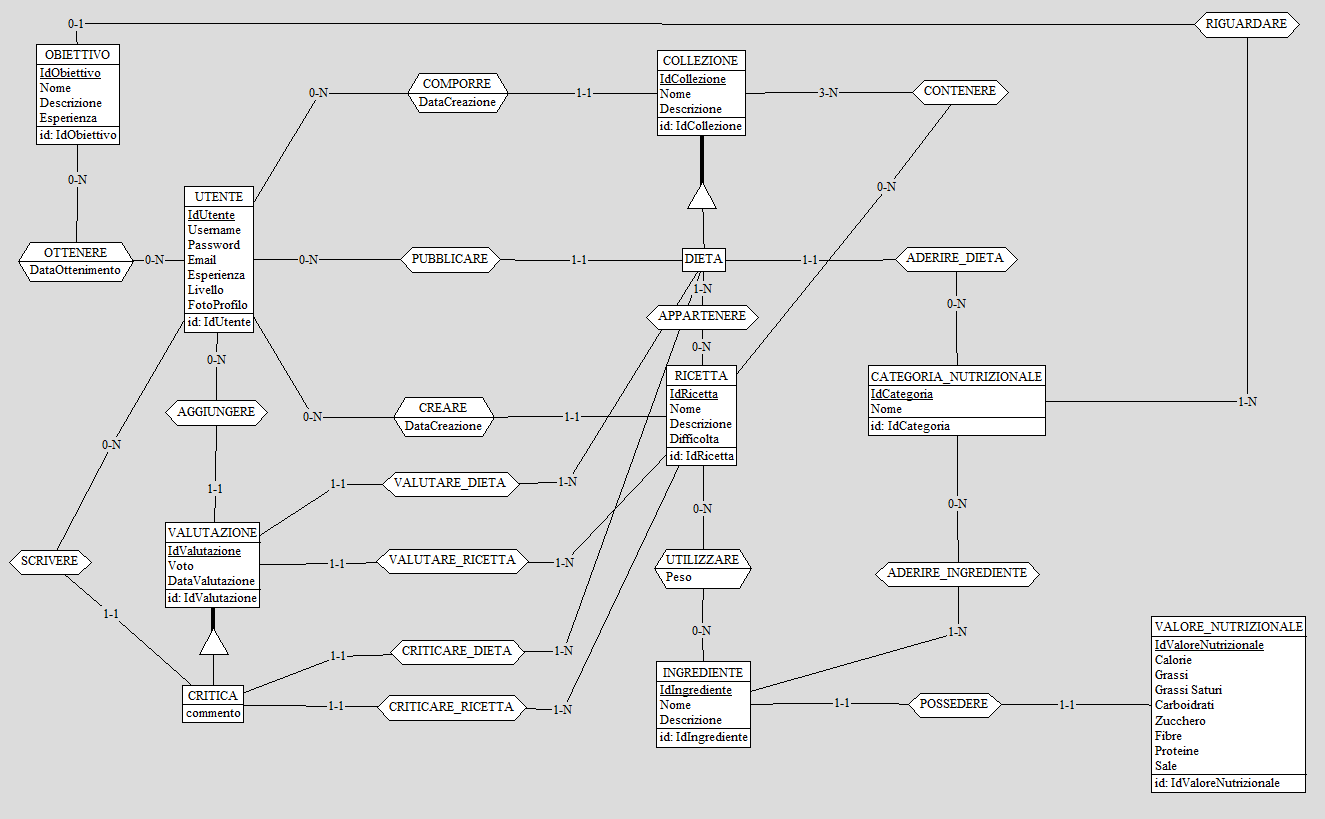 0-1
RIGUARDARE
OBIETTIVO
IdObiettivo
Nome
Descrizione
Esperienza
id: IdObiettivo
COLLEZIONE
IdCollezione
Nome
Descrizione
id: IdCollezione
0-N
COMPORRE
DataCreazione
1-1
3-N
CONTENERE
0-N
0-N
UTENTE
IdUtente
Username
Password
Email
Esperienza
Livello
FotoProfilo
id: IdUtente
OTTENERE
DataOttenimento
0-N
0-N
PUBBLICARE
1-1
DIETA
1-1
ADERIRE_DIETA
1-N
APPARTENERE
0-N
0-N
RICETTA
IdRicetta
Nome
Descrizione
Difficolta
id: IdRicetta
CATEGORIA_NUTRIZIONALE
IdCategoria
Nome
id: IdCategoria
1-N
0-N
AGGIUNGERE
0-N
CREARE
DataCreazione
1-1
0-N
1-1
1-1
VALUTARE_DIETA
1-N
0-N
0-N
VALUTAZIONE
IdValutazione
Voto
DataValutazione
id: IdValutazione
SCRIVERE
1-1
VALUTARE_RICETTA
1-N
UTILIZZARE
Peso
ADERIRE_INGREDIENTE
1-1
0-N
1-N
1-1
CRITICARE_DIETA
1-N
CRITICA
commento
1-1
CRITICARE_RICETTA
1-N
INGREDIENTE
IdIngrediente
Nome
Descrizione
id: IdIngrediente
1-1
POSSEDERE
1-1
VALORE_NUTRIZIONALE
IdValoreNutrizionale
Calorie
Grassi
Grassi Saturi
Carboidrati
Zucchero
Fibre
Proteine
Sale
id: IdValoreNutrizionale